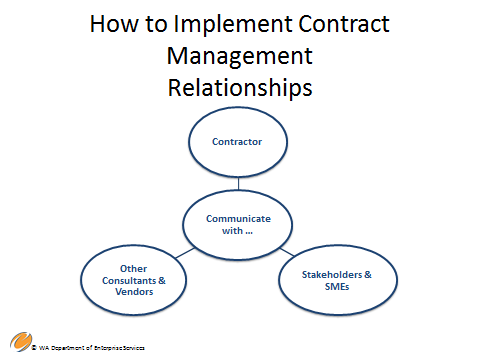 How to Implement Contract
Management
Relationships
Contractor
Communicate
with ...
Other
Consultants &
Vendors
Stakeholders &
SMEs
© WA Department of Enterprise Services